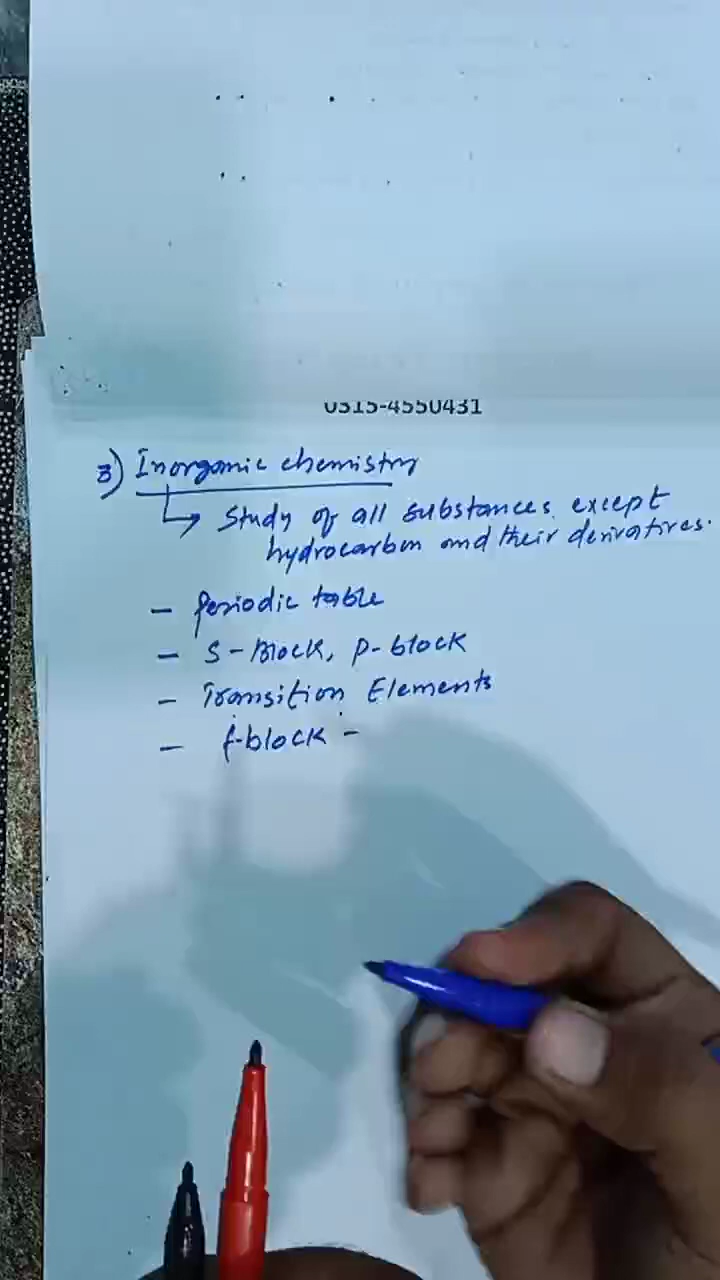 0315-4550431
3) Inorganic chemistry
Study of all substances except
hydrocarbon and their derivatives.
- Periodic table
- S-Block, P-block
- Transition Elements
- f-block -